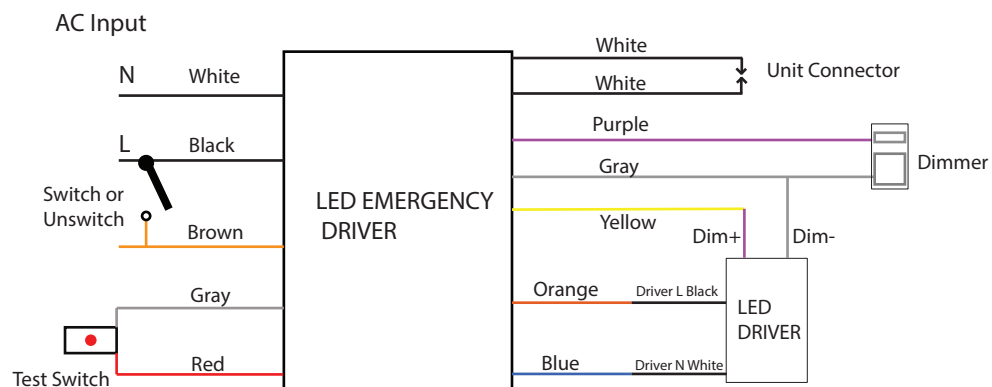 AC Input
N
White
L
Black
Switch or
Unswitch
Brown
Gray
Red
Test Switch
LED EMERGENCY
DRIVER
White
White
Unit Connector
Purple
Gray
Dimmer
Yellow
Dim+
Dim-
Orange
Driver L Black
Blue
Driver N White
LED
DRIVER